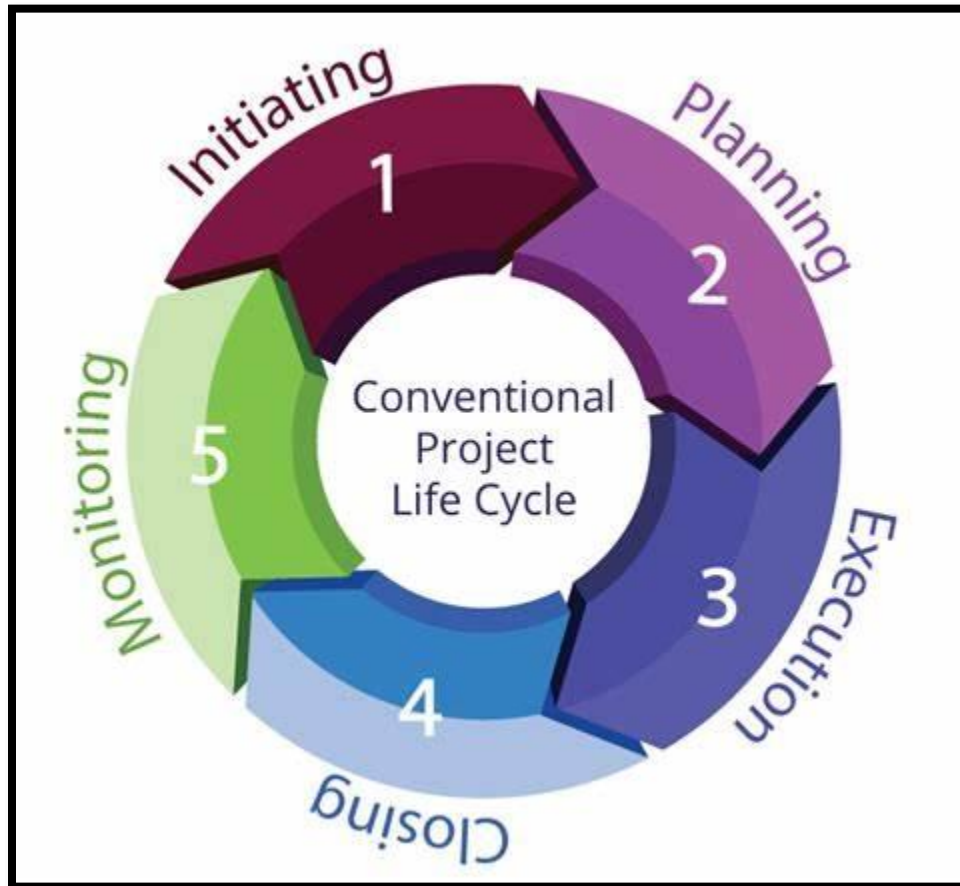 Initiating
1
Planning
2
Execution
3
Closing
4
Monitoring
5
Conventional
Project
Life Cycle